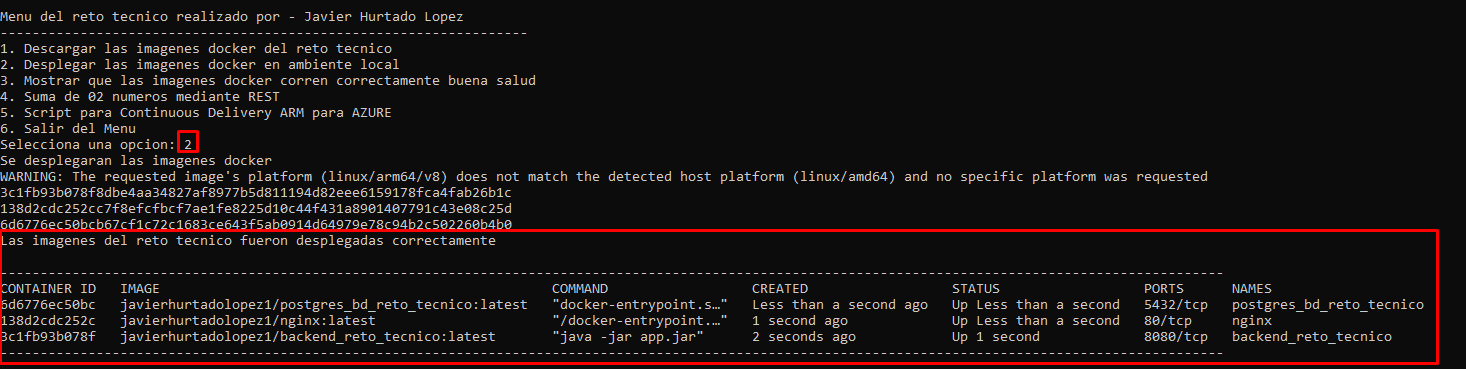 Menu del reto tecnico realizado por - Javier Hurtado Lopez
------------------------------------------------------------------
1. Descargar las imagenes docker del reto tecnico
2. Desplegar las imagenes docker en ambiente local
3. Mostrar que las imagenes docker corren correctamente buena salud
4. Suma de 02 numeros mediante REST
5. Script para Continuous Delivery ARM para AZURE
6. Salir del Menu
Selecciona una opcion: 2
Se desplegaran las imagenes docker
WARNING: The requested image's platform (linux/arm64/v8) does not match the detected host platform (linux/amd64) and no specific platform was requested
3c1fb93b078f8dbe4aa34827af8977b5d811194d82eee6159178fca4fab26b1c
138d2cdc252cc7f8efcfbcf7ae1fe8225d10c44f431a8901407791c43e08c25d
6d6776ec50bcb67cf1c72c1683ce643f5ab0914d64979e78c94b2c502260b4b0
Las imagenes del reto tecnico fueron desplegadas correctamente
---------------------------------------------------------------------------------------------------------------------------------------------------------
CONTAINER ID   IMAGE                                              COMMAND                  CREATED                  STATUS                  PORTS      NAMES
6d6776ec50bc   javierhurtadolopez1/postgres_bd_reto_tecnico:latest   "docker-entrypoint.s…"   Less than a second ago   Up Less than a second   5432/tcp   postgres_bd_reto_tecnico
138d2cdc252c   javierhurtadolopez1/nginx:latest                      "/docker-entrypoint.…"   1 second ago             Up Less than a second   80/tcp     nginx
3c1fb93b078f   javierhurtadolopez1/backend_reto_tecnico:latest       "java -jar app.jar"      2 seconds ago            Up 1 second             8080/tcp   backend_reto_tecnico
---------------------------------------------------------------------------------------------------------------------------------------------------------